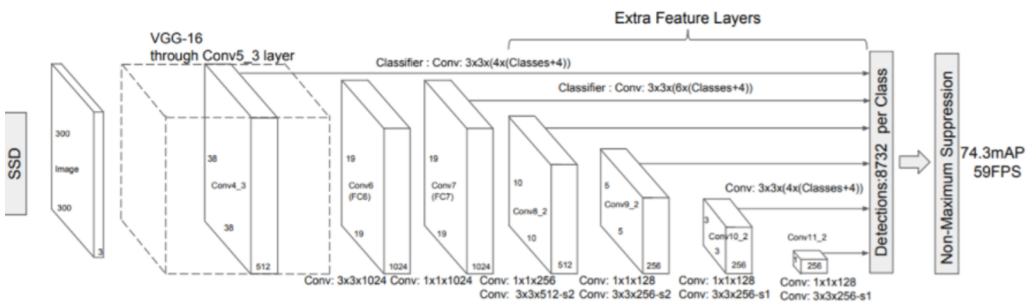 Extra Feature Layers
VGG-16
through Conv5_3 layer
Classifier : Conv: 3x3x(4x(Classes+4))
Classifier : Conv: 3x3x(6x(Classes+4))
SSD
300
Image
300
3
38
Conv4_3
38
512
19
Conv6
(FC6)
19
1024
19
Conv7
(FC7)
19
1024
10
Conv8_2
10
512
5
Conv9_2
5
256
Conv: 3x3x(4x(Classes+4))
3
Conv10_2
3
256
Conv11_2
1
256
Detections:8732 per Class
Non-Maximum Suppression
74.3mAP
59FPS
Conv: 3x3x1024
Conv: 1x1x1024
Conv: 1x1x256
Conv: 3x3x512-s2
Conv: 1x1x128
Conv: 3x3x256-s2
Conv: 1x1x128
Conv: 3x3x256-s1
Conv: 1x1x128
Conv: 3x3x256-s1